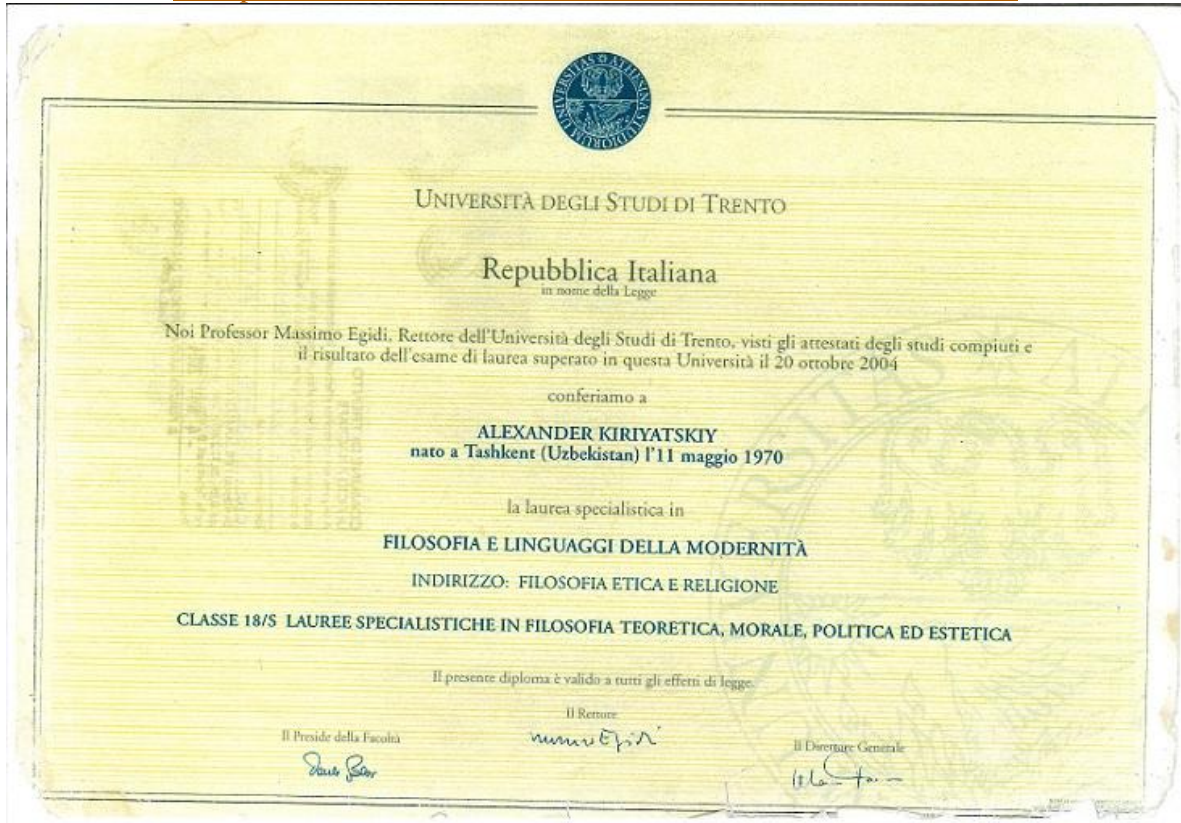 UNIVERSITAS ATHESINA STUDIORUM
UNIVERSITÀ DEGLI STUDI DI TRENTO
Repubblica Italiana
in nome della Legge
Noi Professor Massimo Egidi, Rettore dell'Università degli Studi di Trento, visti gli attestati degli studi compiuti e
il risultato dell'esame di laurea superato in questa Università il 20 ottobre 2004
conferiamo a
ALEXANDER KIRIYATSKIY
nato a Tashkent (Uzbekistan) l'11 maggio 1970
la laurea specialistica in
FILOSOFIA E LINGUAGGI DELLA MODERNITÀ
INDIRIZZO: FILOSOFIA ETICA E RELIGIONE
CLASSE 18/S LAUREE SPECIALISTICHE IN FILOSOFIA TEORETICA, MORALE, POLITICA ED ESTETICA
Il presente diploma è valido a tutti gli effetti di legge.
Il Rettore
Il Preside della Facoltà
Il Direttore Generale